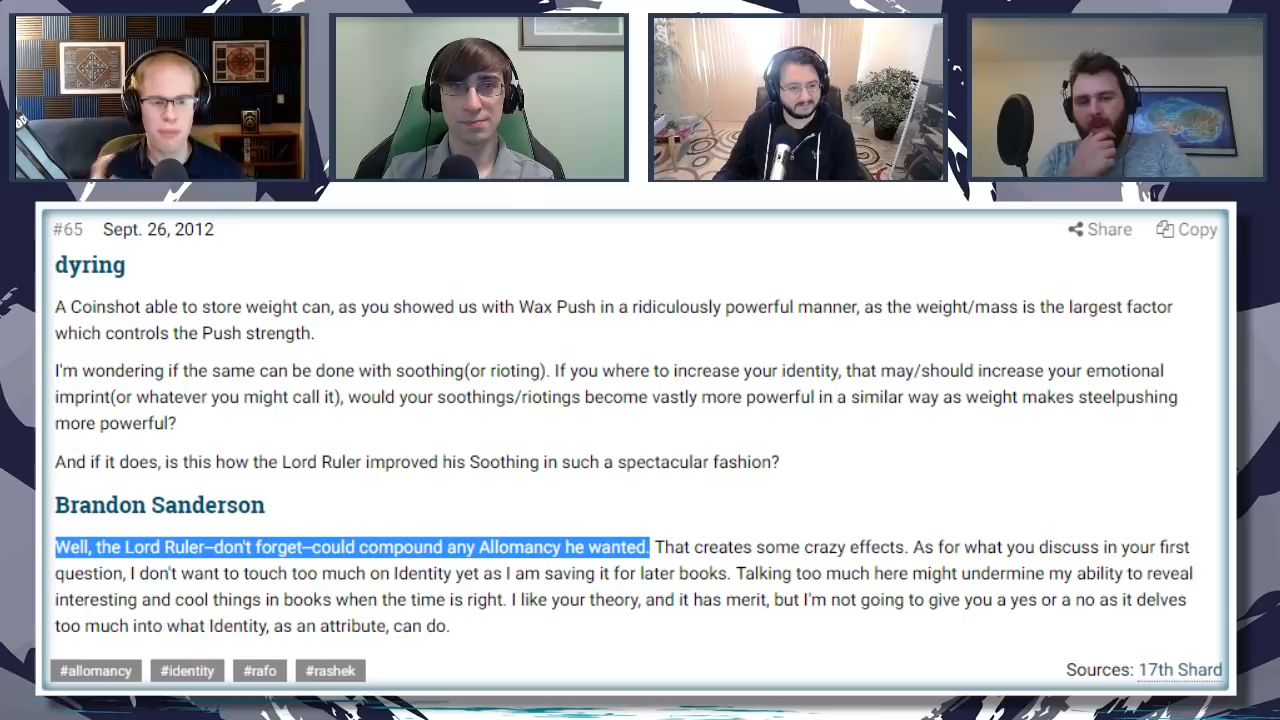 #65 Sept. 26, 2012 Share Copy
dyring
A Coinshot able to store weight can, as you showed us with Wax Push in a ridiculously powerful manner, as the weight/mass is the largest factor
which controls the Push strength.
I'm wondering if the same can be done with soothing(or rioting). If you where to increase your identity, that may/should increase your emotional
imprint(or whatever you might call it), would your soothings/riotings become vastly more powerful in a similar way as weight makes steelpushing
more powerful?
And if it does, is this how the Lord Ruler improved his Soothing in such a spectacular fashion?
Brandon Sanderson
Well, the Lord Ruler—don't forget—could compound any Allomancy he wanted. That creates some crazy effects. As for what you discuss in your first
question, I don't want to touch too much on Identity yet as I am saving it for later books. Talking too much here might undermine my ability to reveal
interesting and cool things in books when the time is right. I like your theory, and it has merit, but I'm not going to give you a yes or a no as it delves
too much into what Identity, as an attribute, can do.
#allomancy #identity #rafo #rashek Sources: 17th Shard